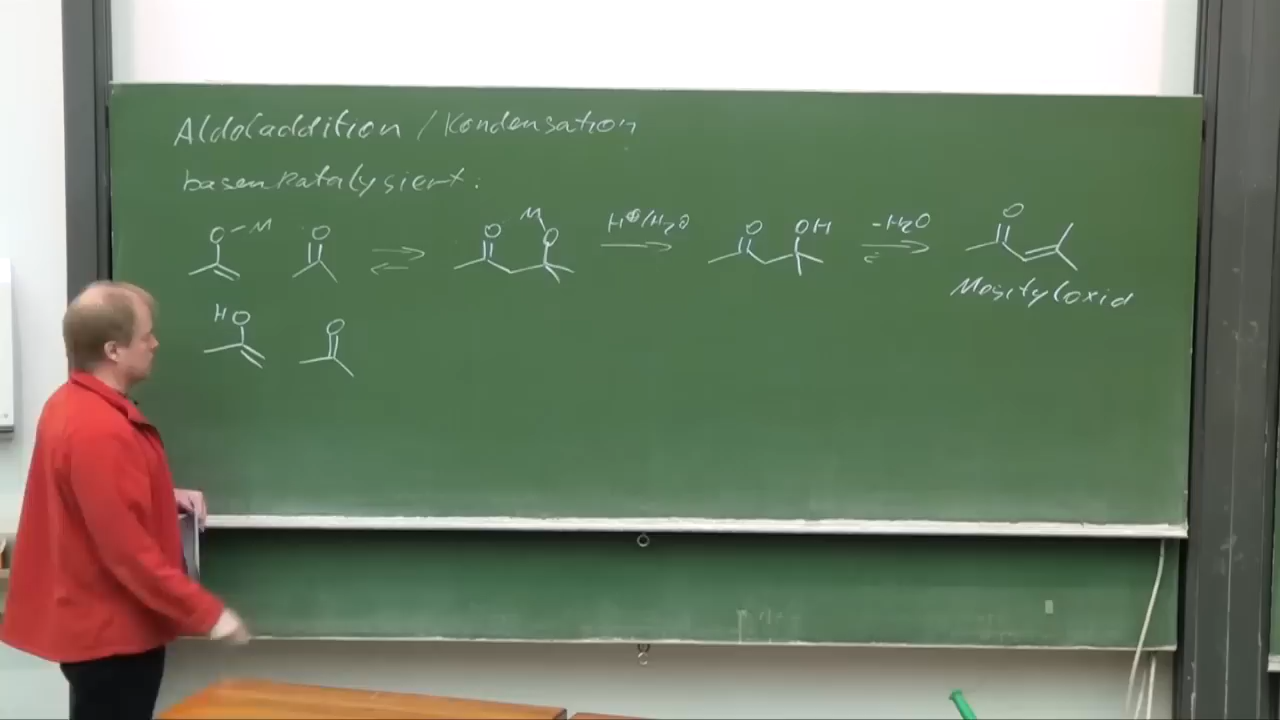 Aldoladdition / Kondensation
basenkatalysiert:
O-M O O M O H⊕/H2O O OH -H2O O
Mesityloxid
HO O